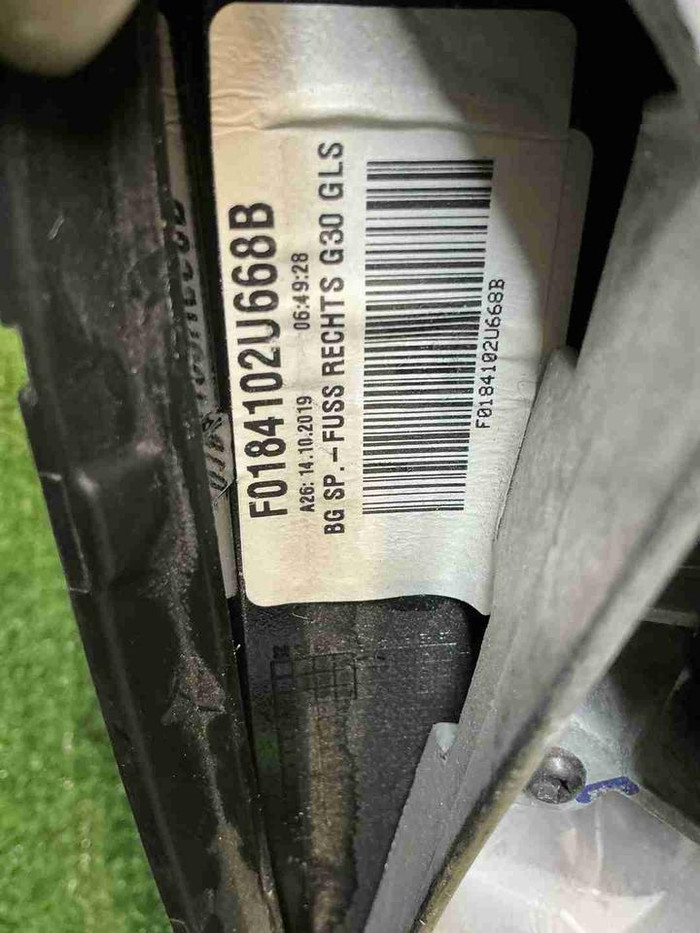 F0184102U668B
A26: 14.10.2019 06:49:28
BG SP.-FUSS RECHTS G30 GLS
F0184102U668B